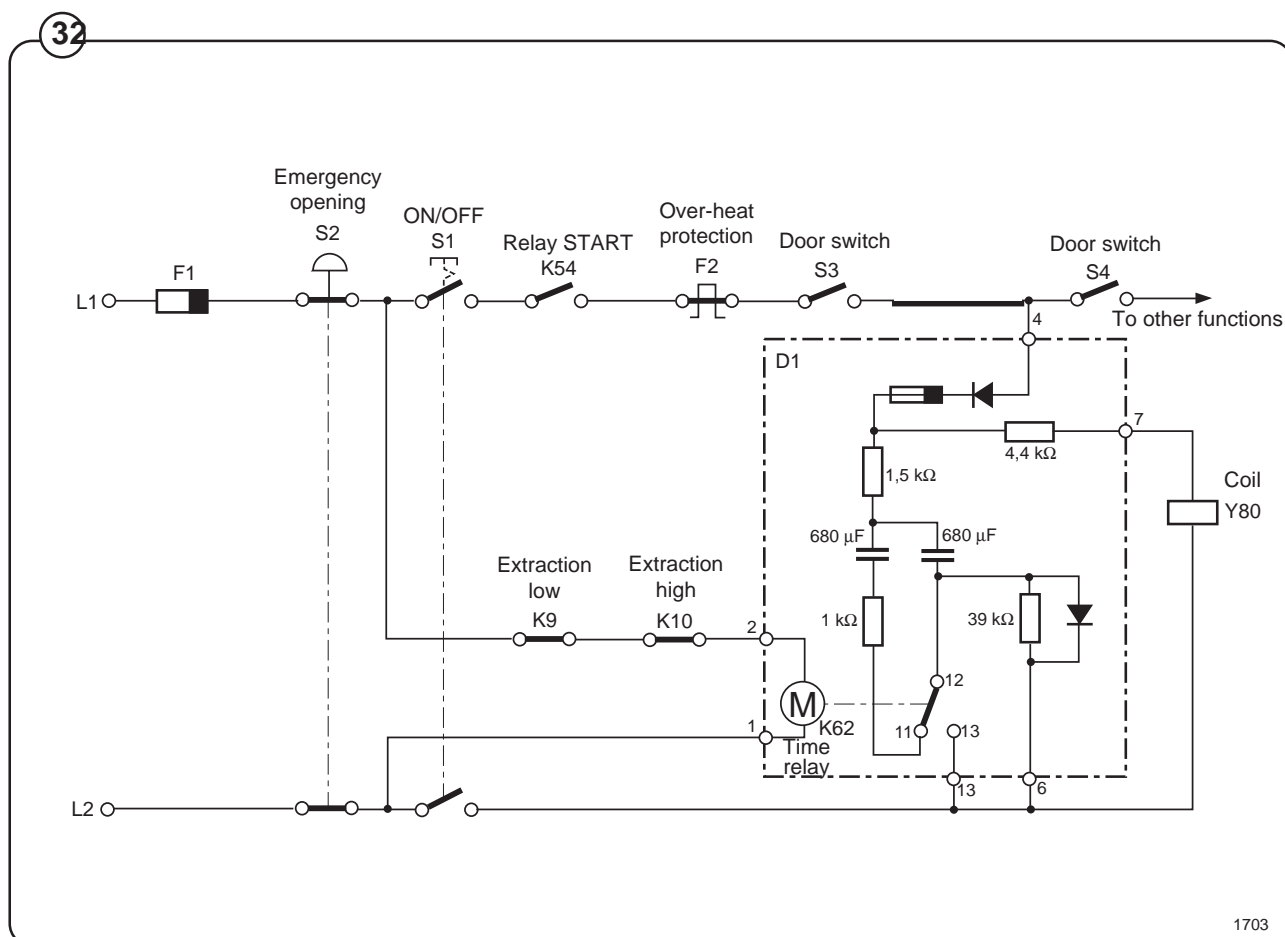 32
Emergency
opening
S2
ON/OFF
S1
Relay START
K54
Over-heat
protection
F2
Door switch
S3
Door switch
S4
F1
L1
To other functions
4
D1
7
4,4 kΩ
1,5 kΩ
Coil
Y80
680 μF
680 μF
Extraction
low
K9
Extraction
high
K10
2
1 kΩ
39 kΩ
12
M
K62
11
13
1
Time
relay
13
6
L2
1703